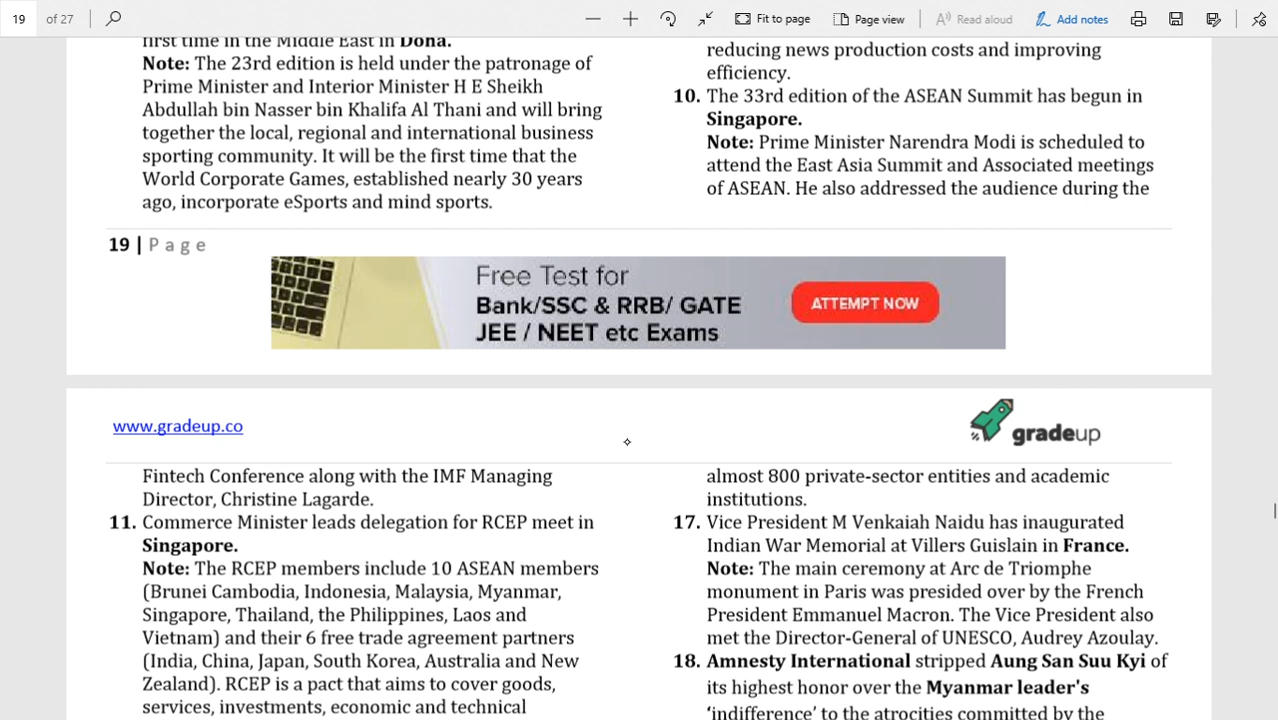 19
of 27
Fit to page
Page view
Read aloud
Add notes
first time in the Middle East in Doha.
Note: The 23rd edition is held under the patronage of
Prime Minister and Interior Minister H E Sheikh
Abdullah bin Nasser bin Khalifa Al Thani and will bring
together the local, regional and international business
sporting community. It will be the first time that the
World Corporate Games, established nearly 30 years
ago, incorporate eSports and mind sports.
reducing news production costs and improving
efficiency.
10. The 33rd edition of the ASEAN Summit has begun in
Singapore.
Note: Prime Minister Narendra Modi is scheduled to
attend the East Asia Summit and Associated meetings
of ASEAN. He also addressed the audience during the
19 | Page
Free Test for
Bank/SSC & RRB/ GATE
JEE / NEET etc Exams
ATTEMPT NOW
www.gradeup.co
gradeup
Fintech Conference along with the IMF Managing
Director, Christine Lagarde.
11. Commerce Minister leads delegation for RCEP meet in
Singapore.
Note: The RCEP members include 10 ASEAN members
(Brunei Cambodia, Indonesia, Malaysia, Myanmar,
Singapore, Thailand, the Philippines, Laos and
Vietnam) and their 6 free trade agreement partners
(India, China, Japan, South Korea, Australia and New
Zealand). RCEP is a pact that aims to cover goods,
services, investments, economic and technical
almost 800 private-sector entities and academic
institutions.
17. Vice President M Venkaiah Naidu has inaugurated
Indian War Memorial at Villers Guislain in France.
Note: The main ceremony at Arc de Triomphe
monument in Paris was presided over by the French
President Emmanuel Macron. The Vice President also
met the Director-General of UNESCO, Audrey Azoulay.
18. Amnesty International stripped Aung San Suu Kyi of
its highest honor over the Myanmar leader's
'indifference' to the atrocities committed by the